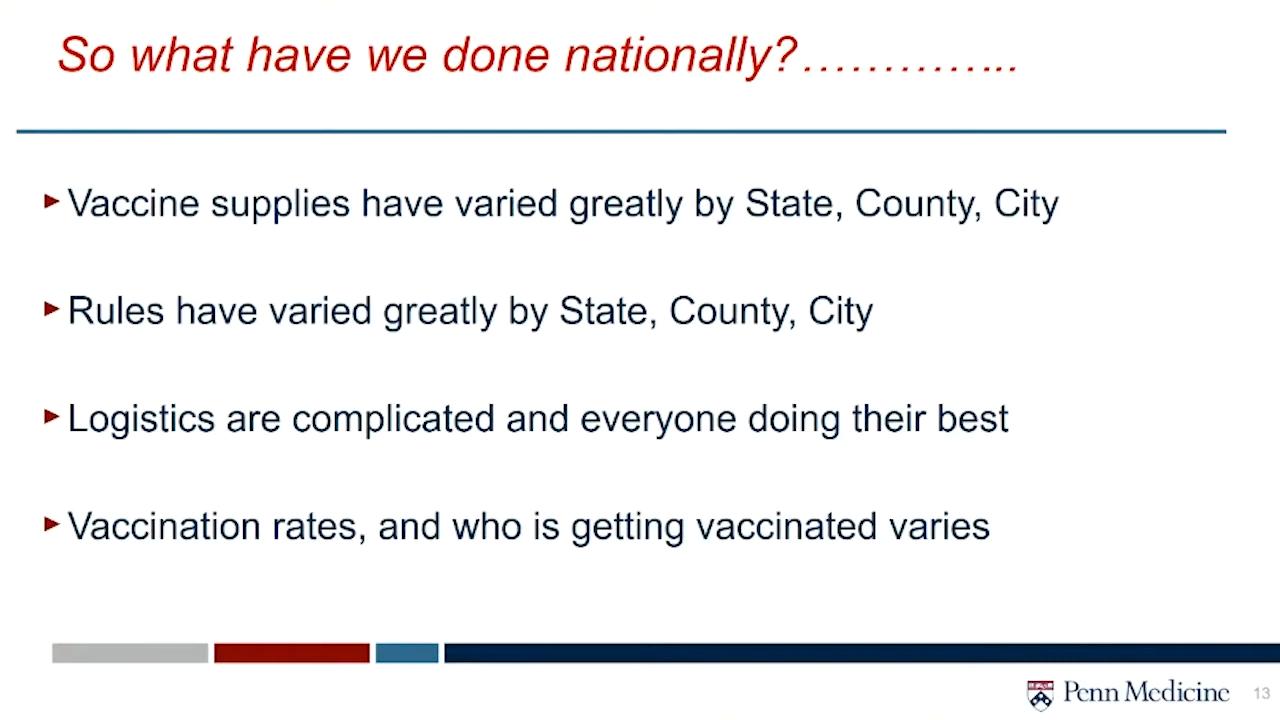 So what have we done nationally?…………..
Vaccine supplies have varied greatly by State, County, City
Rules have varied greatly by State, County, City
Logistics are complicated and everyone doing their best
Vaccination rates, and who is getting vaccinated varies
Penn Medicine
13